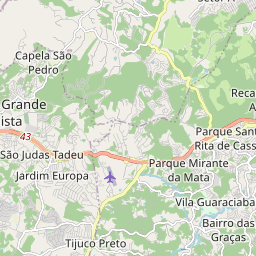 Capela São
Pedro
Grande
ista
43
Reca
A
Parque Sant
Rita de Cass
São Judas Tadeu
Parque Mirante
da Mata
Jardim Europa
Vila Guaraciaba
Bairro das
Graças
Tijuco Preto